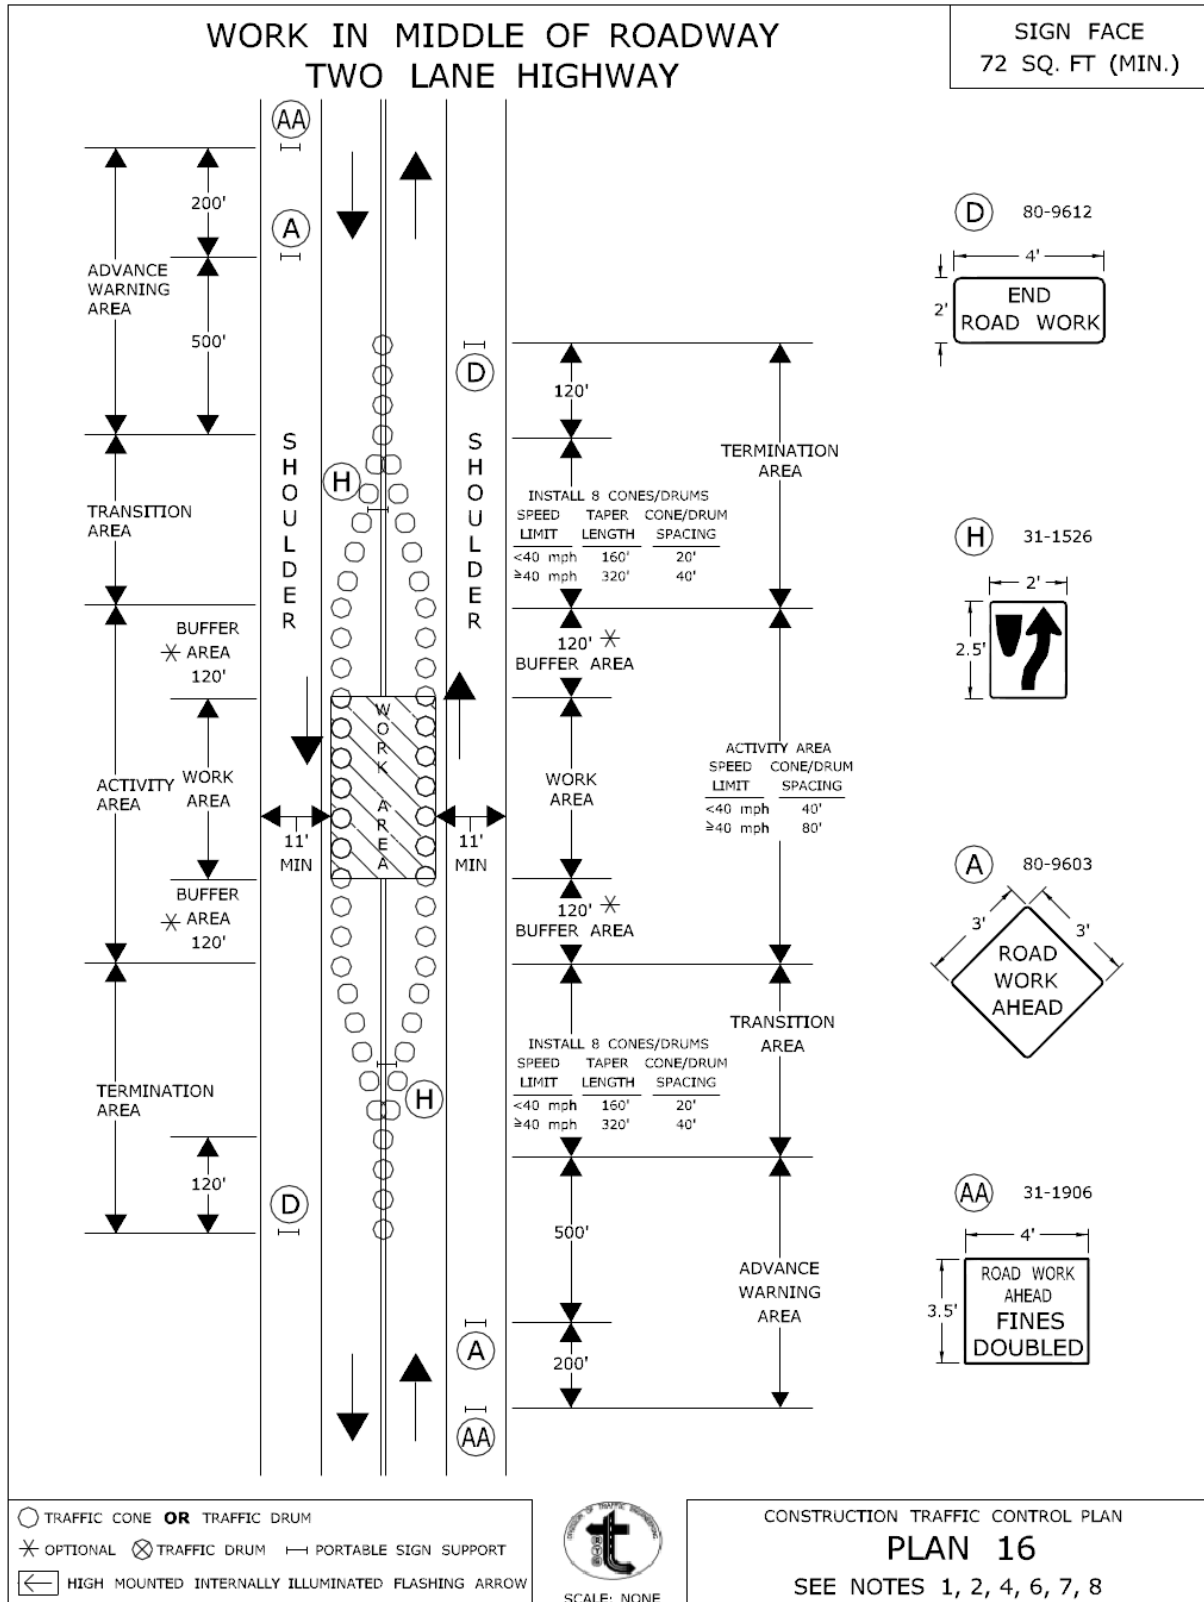 WORK IN MIDDLE OF ROADWAY
TWO LANE HIGHWAY
SIGN FACE
72 SQ. FT (MIN.)
AA
200'
A
ADVANCE
WARNING
AREA
500'
D
120'
SHOULDER
SHOULDER
H
TRANSITION
AREA
TERMINATION
AREA
INSTALL 8 CONES/DRUMS
SPEED TAPER CONE/DRUM
LIMIT LENGTH SPACING
<40 mph 160' 20'
≥40 mph 320' 40'
BUFFER
* AREA
120'
120' *
BUFFER AREA
WORK AREA
ACTIVITY
AREA
WORK
AREA
11'
MIN
11'
MIN
WORK
AREA
ACTIVITY AREA
SPEED CONE/DRUM
LIMIT SPACING
<40 mph 40'
≥40 mph 80'
BUFFER
* AREA
120'
120' *
BUFFER AREA
TERMINATION
AREA
120'
D
TRANSITION
AREA
INSTALL 8 CONES/DRUMS
SPEED TAPER CONE/DRUM
LIMIT LENGTH SPACING
<40 mph 160' 20'
≥40 mph 320' 40'
H
500'
ADVANCE
WARNING
AREA
A
200'
AA
D 80-9612
4'
2'
END
ROAD WORK
H 31-1526
2'
2.5'
A 80-9603
3' 3'
ROAD
WORK
AHEAD
AA 31-1906
4'
3.5'
ROAD WORK
AHEAD
FINES
DOUBLED
TRAFFIC CONE OR TRAFFIC DRUM
* OPTIONAL TRAFFIC DRUM PORTABLE SIGN SUPPORT
HIGH MOUNTED INTERNALLY ILLUMINATED FLASHING ARROW
DIVISION OF TRAFFIC ENGINEERING
t
SCALE: NONE
CONSTRUCTION TRAFFIC CONTROL PLAN
PLAN 16
SEE NOTES 1, 2, 4, 6, 7, 8